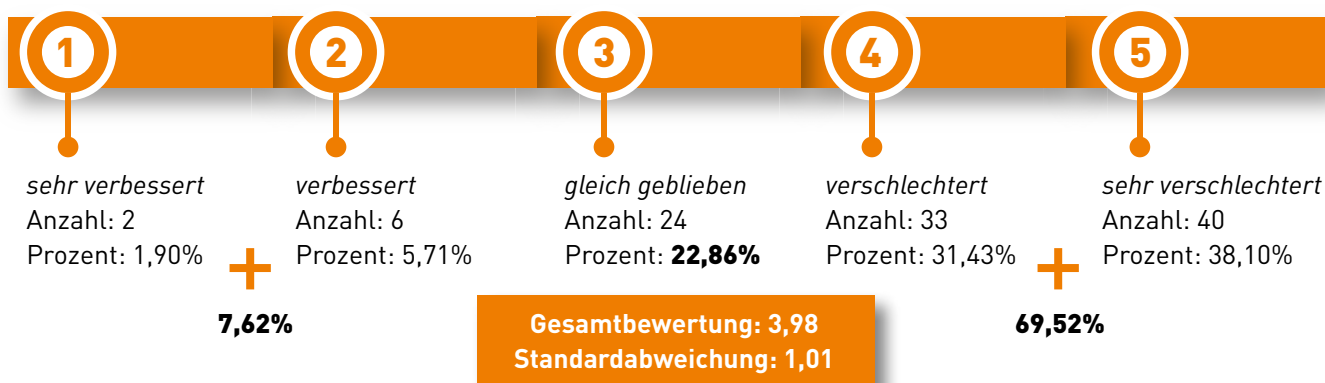 1
2
3
4
5
sehr verbessert
Anzahl: 2
Prozent: 1,90%
verbessert
Anzahl: 6
Prozent: 5,71%
+
7,62%
gleich geblieben
Anzahl: 24
Prozent: 22,86%
verschlechtert
Anzahl: 33
Prozent: 31,43%
sehr verschlechtert
Anzahl: 40
Prozent: 38,10%
+
69,52%
Gesamtbewertung: 3,98
Standardabweichung: 1,01